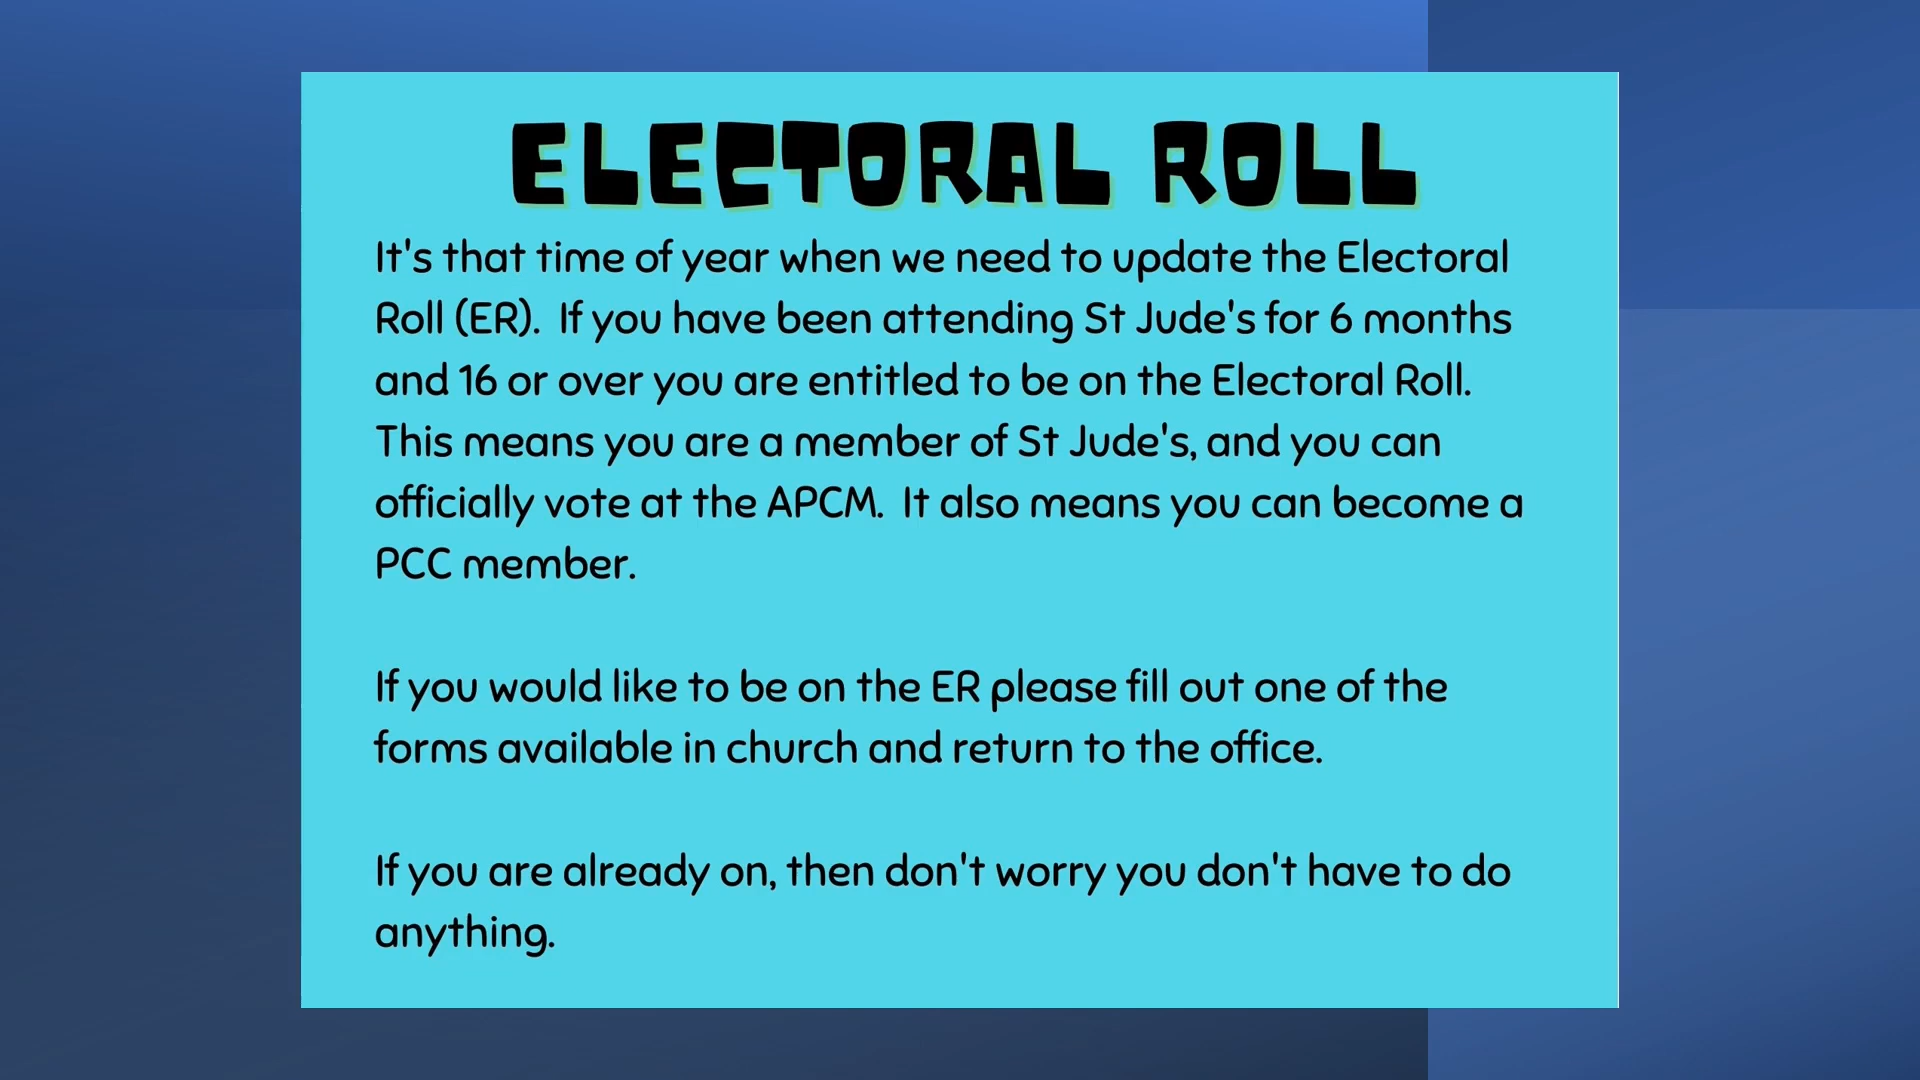 ELECTORAL ROLL
It's that time of year when we need to update the Electoral
Roll (ER).  If you have been attending St Jude's for 6 months
and 16 or over you are entitled to be on the Electoral Roll.
This means you are a member of St Jude's, and you can
officially vote at the APCM.  It also means you can become a
PCC member.
If you would like to be on the ER please fill out one of the
forms available in church and return to the office.
If you are already on, then don't worry you don't have to do
anything.